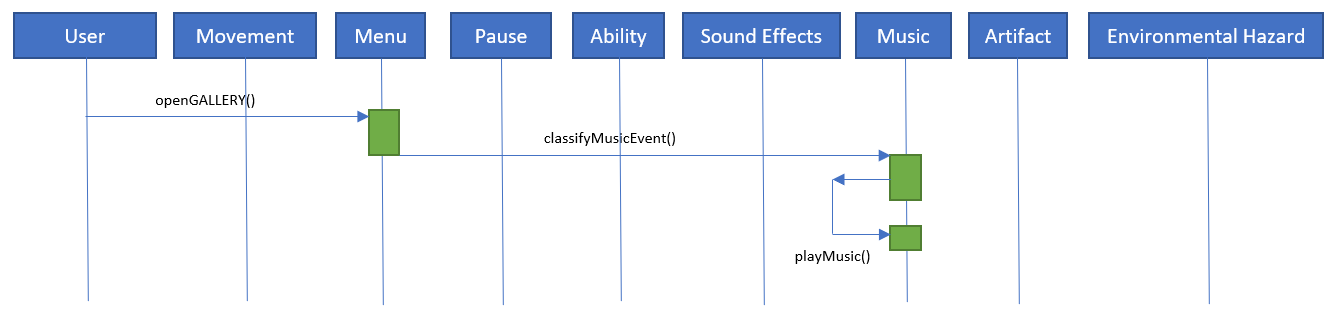 User
Movement
Menu
Pause
Ability
Sound Effects
Music
Artifact
Environmental Hazard
openGALLERY()
classifyMusicEvent()
playMusic()